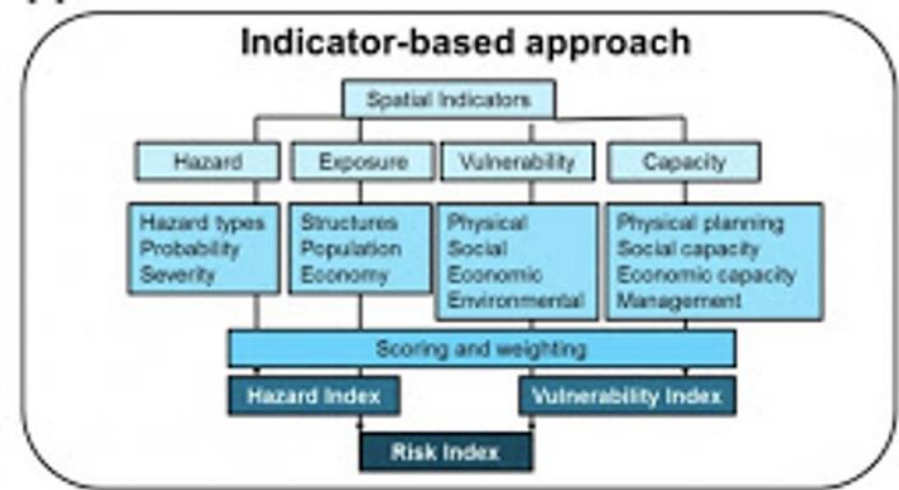 Indicator-based approach
Spatial Indicators
Hazard
Exposure
Vulnerability
Capacity
Hazard types
Probability
Severity
Structures
Population
Economy
Physical
Social
Economic
Environmental
Physical planning
Social capacity
Economic capacity
Management
Scoring and weighting
Hazard Index
Vulnerability Index
Risk Index